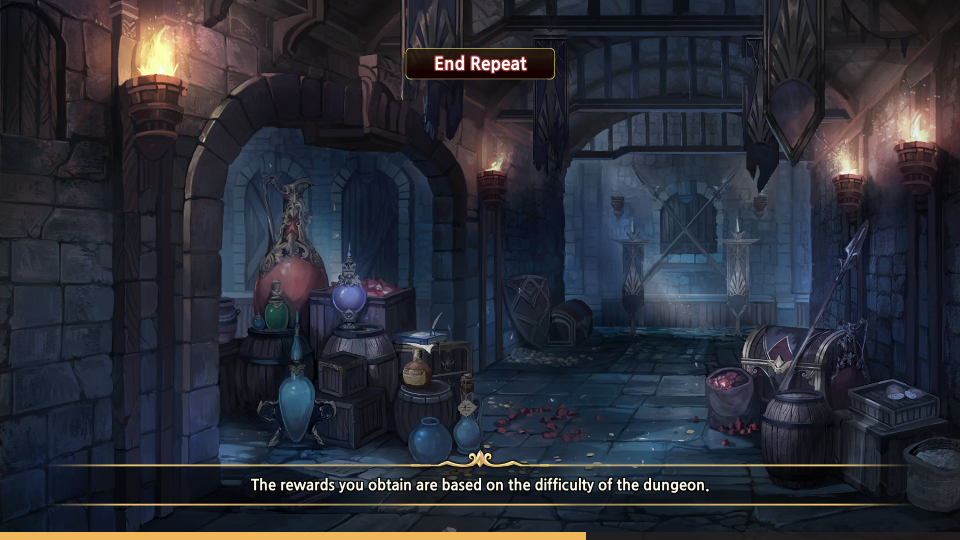 End Repeat
The rewards you obtain are based on the difficulty of the dungeon.